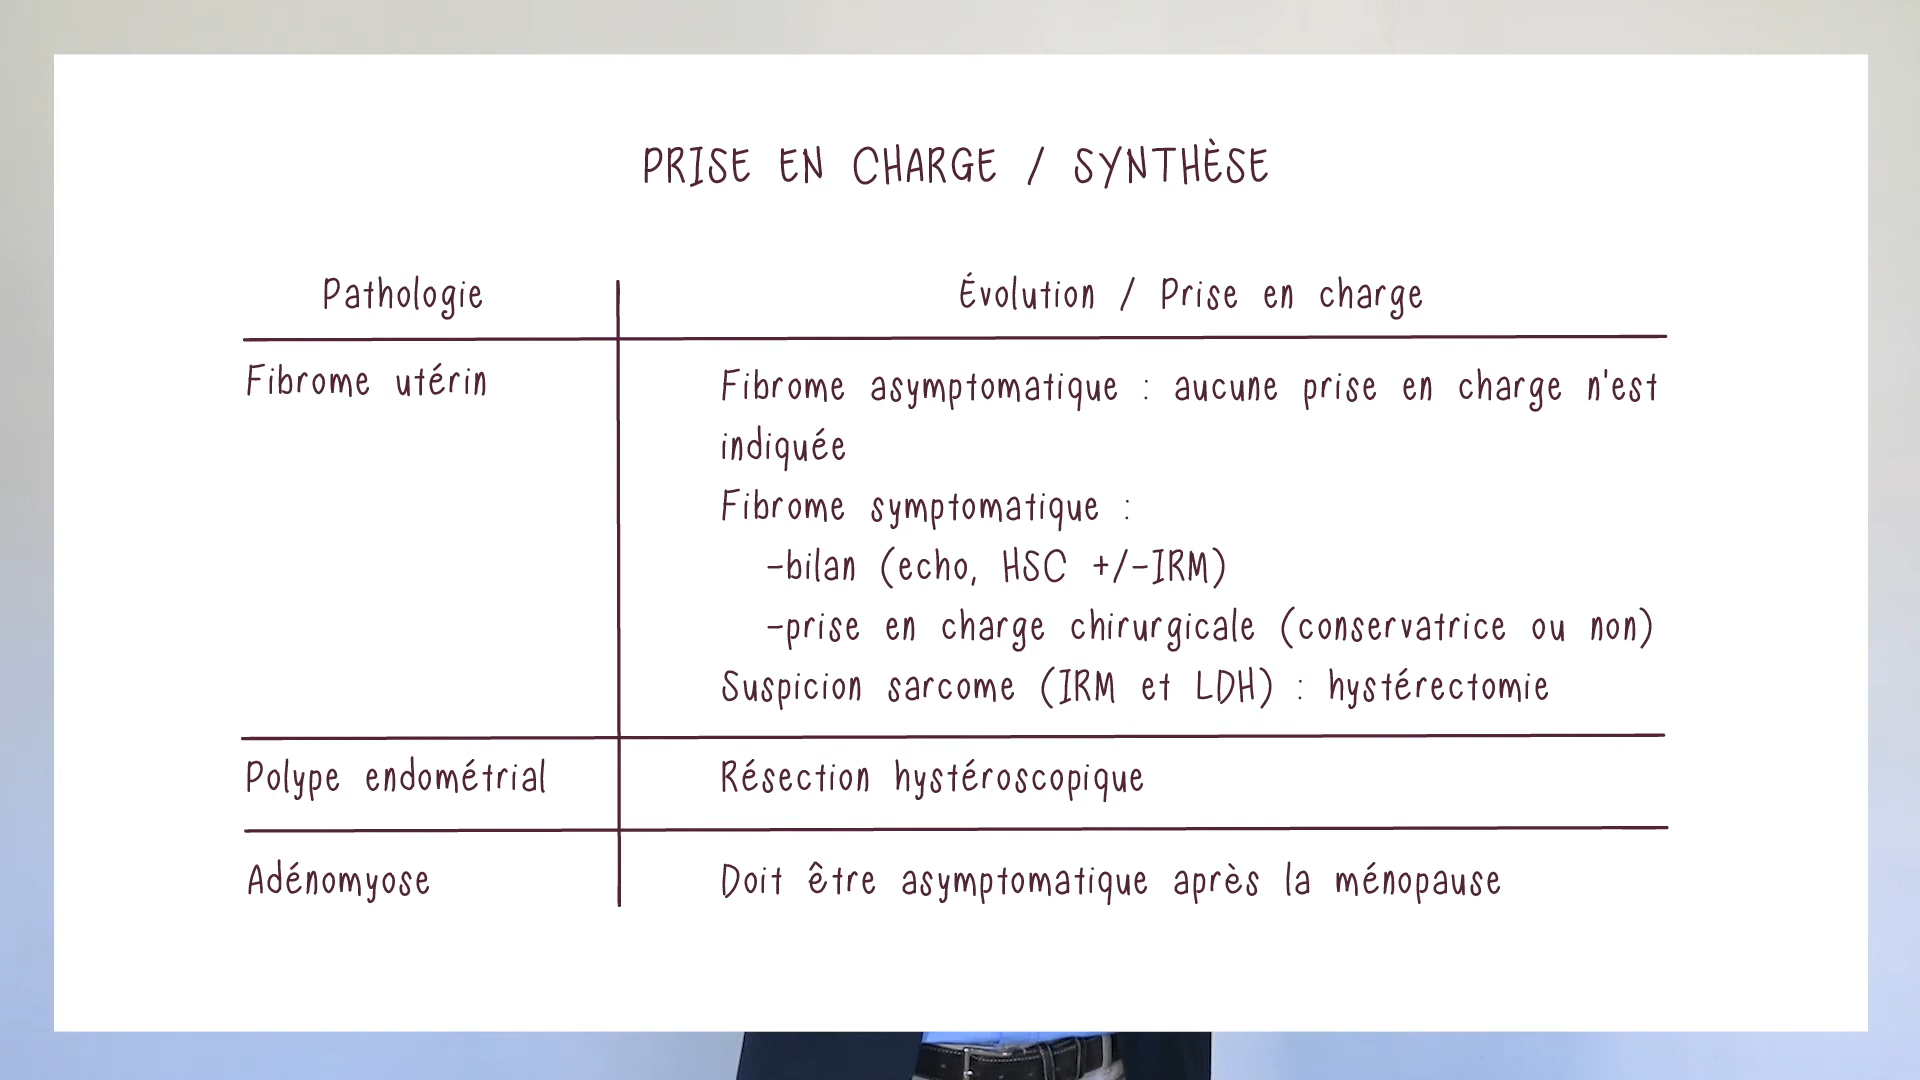 PRISE EN CHARGE / SYNTHÈSE
Pathologie
Évolution / Prise en charge
Fibrome utérin
Fibrome asymptomatique : aucune prise en charge n'est
indiquée
Fibrome symptomatique :
-bilan (echo, HSC +/-IRM)
-prise en charge chirurgicale (conservatrice ou non)
Suspicion sarcome (IRM et LDH) : hystérectomie
Polype endométrial
Résection hystéroscopique
Adénomyose
Doit être asymptomatique après la ménopause